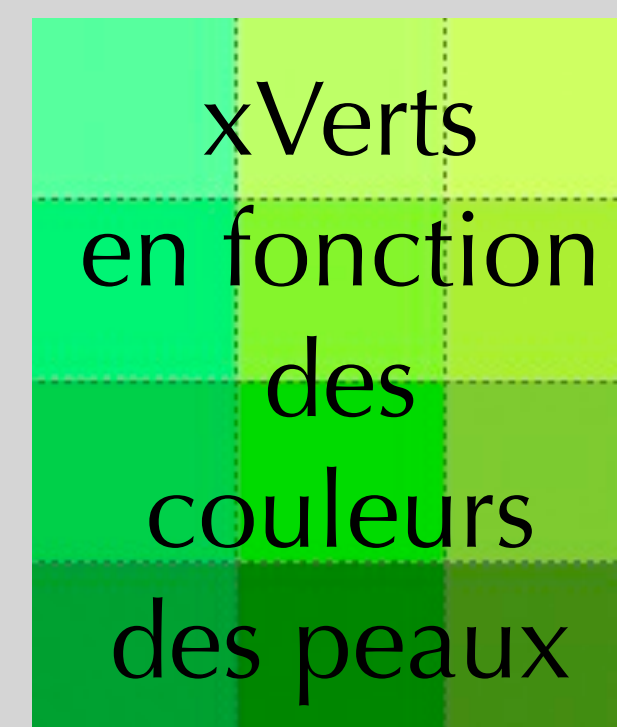 xVerts
en fonction
des
couleurs
des peaux